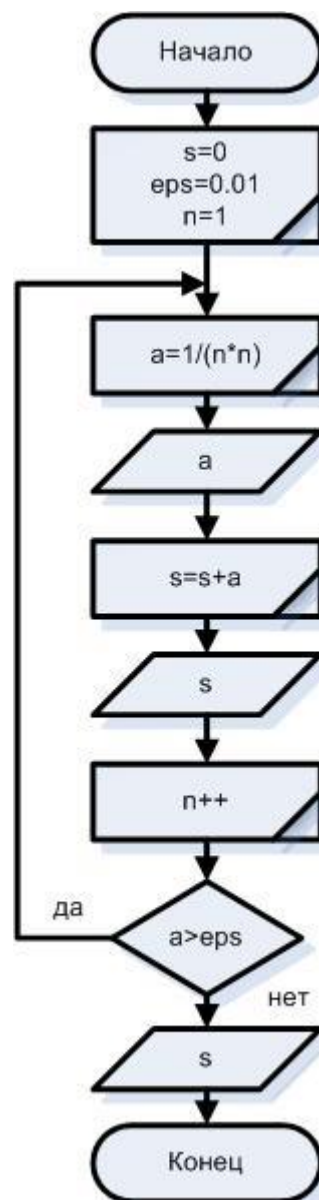 Начало
s=0
eps=0.01
n=1
a=1/(n*n)
a
s=s+a
s
n++
да
a>eps
нет
s
Конец